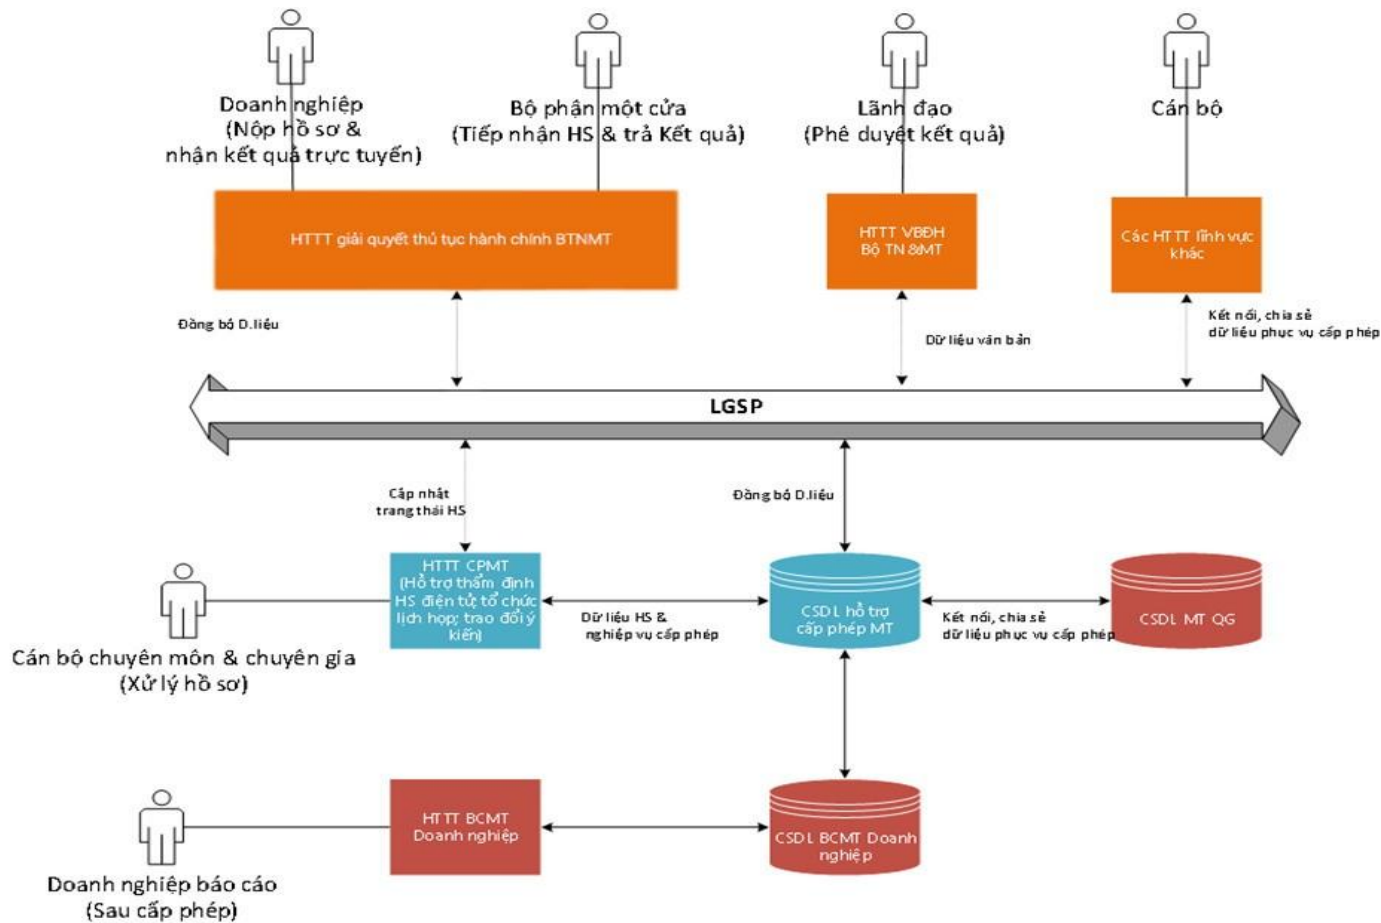 Doanh nghiệp
(Nộp hồ sơ &
nhận kết quả trực tuyến)
Bộ phận một cửa
(Tiếp nhận HS & trả Kết quả)
Lãnh đạo
(Phê duyệt kết quả)
Cán bộ
HTTT giải quyết thủ tục hành chính BTNMT
HTTT VBĐH
Bộ TN &MT
Các HTTT lĩnh vực
khác
Đồng bộ D.liệu
Dữ liệu văn bản
Kết nối, chia sẻ
dữ liệu phục vụ cấp phép
LGSP
Cập nhật
trạng thái HS
Đồng bộ D.liệu
HTTT CPMT
(Hỗ trợ thẩm định
HS điện tử; tổ chức
lịch họp; trao đổi ý
kiến)
Dữ liệu HS &
nghiệp vụ cấp phép
CSDL hỗ trợ
cấp phép MT
Kết nối, chia sẻ
dữ liệu phục vụ cấp phép
CSDL MT QG
Cán bộ chuyên môn & chuyên gia
(Xử lý hồ sơ)
HTTT BCMT
Doanh nghiệp
CSDL BCMT Doanh
nghiệp
Doanh nghiệp báo cáo
(Sau cấp phép)